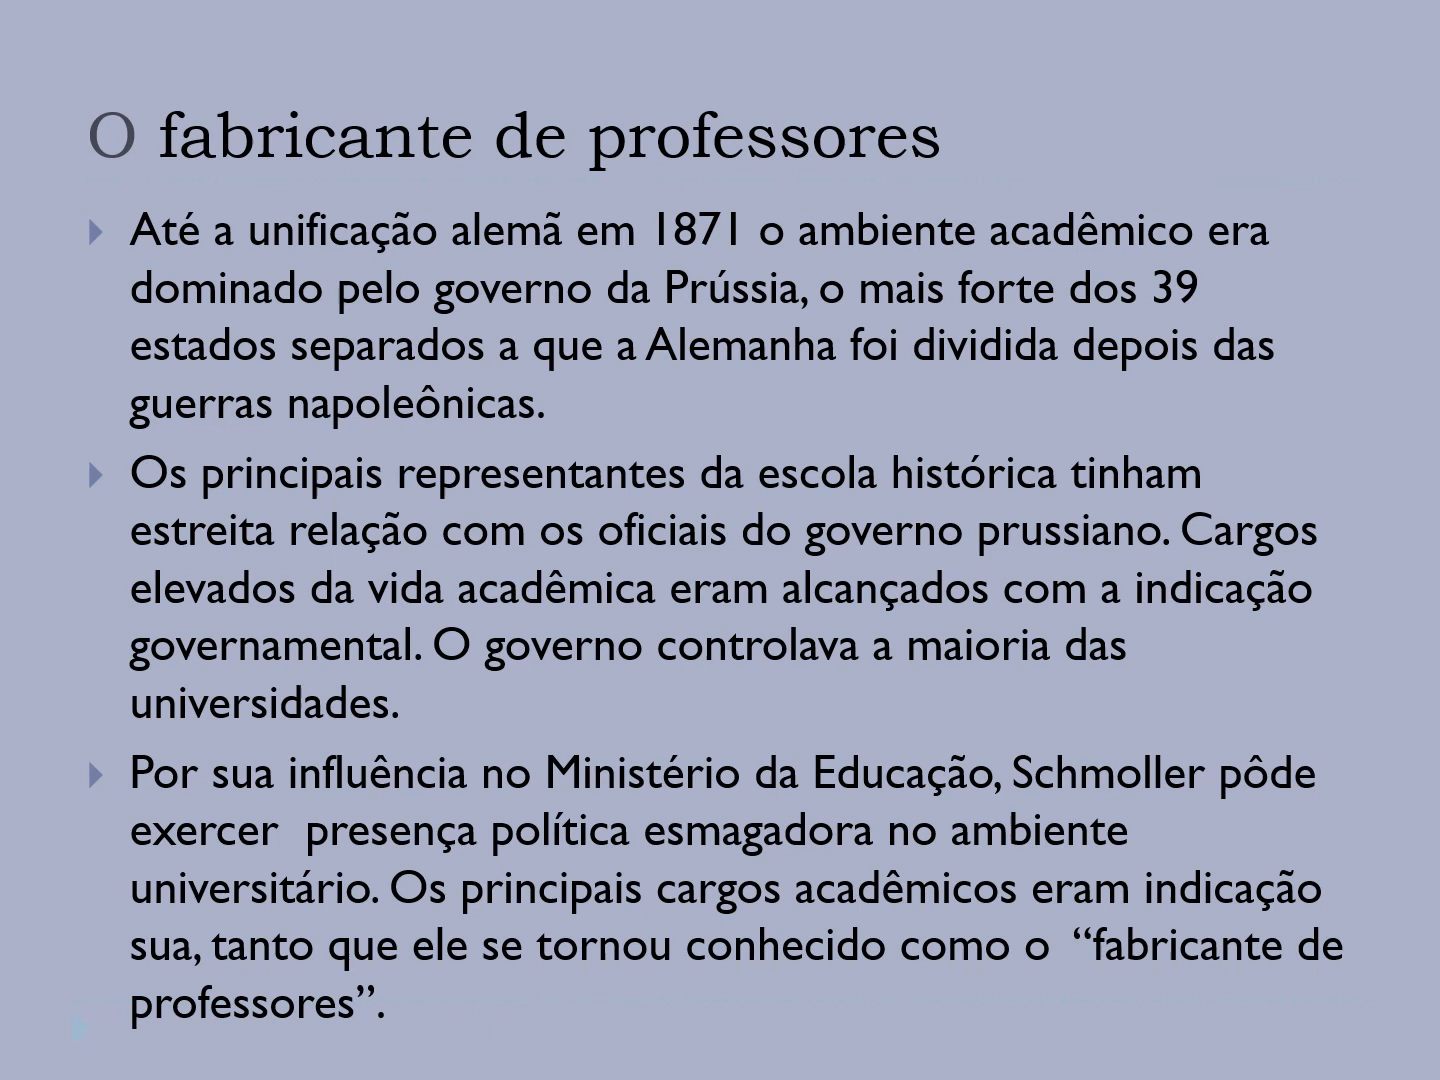 O fabricante de professores
Até a unificação alemã em 1871 o ambiente acadêmico era
dominado pelo governo da Prússia, o mais forte dos 39
estados separados a que a Alemanha foi dividida depois das
guerras napoleônicas.
Os principais representantes da escola histórica tinham
estreita relação com os oficiais do governo prussiano. Cargos
elevados da vida acadêmica eram alcançados com a indicação
governamental. O governo controlava a maioria das
universidades.
Por sua influência no Ministério da Educação, Schmoller pôde
exercer  presença política esmagadora no ambiente
universitário. Os principais cargos acadêmicos eram indicação
sua, tanto que ele se tornou conhecido como o  “fabricante de
professores”.